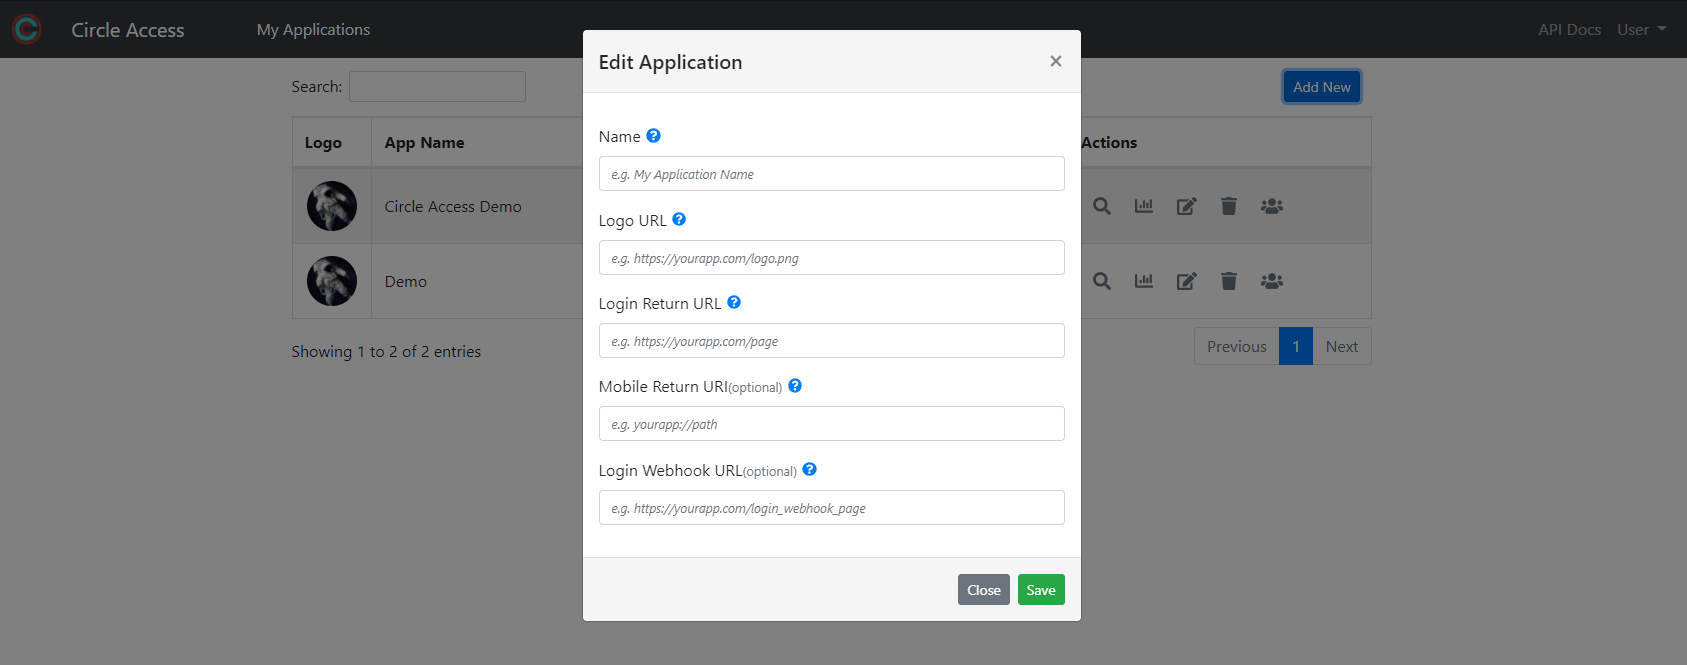 Circle Access
My Applications
API Docs
User
Search:
Add New
Logo
App Name
Actions
Circle Access Demo
Demo
Showing 1 to 2 of 2 entries
Previous
1
Next
Edit Application
×
Name
e.g. My Application Name
Logo URL
e.g. https://yourapp.com/logo.png
Login Return URL
e.g. https://yourapp.com/page
Mobile Return URI(optional)
e.g. yourapp://path
Login Webhook URL(optional)
e.g. https://yourapp.com/login_webhook_page
Close
Save